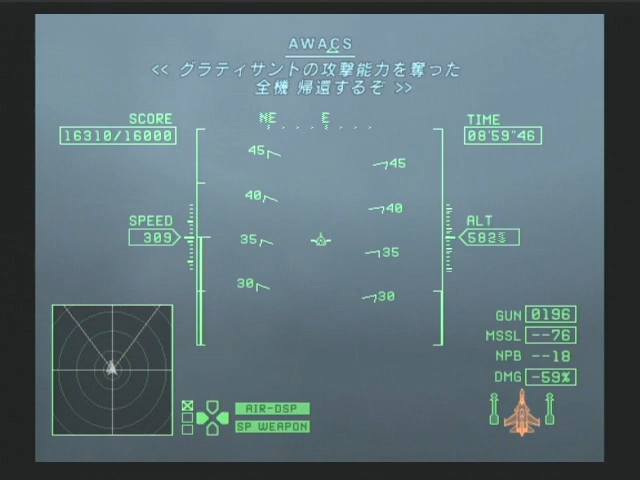 AWACS
<< グラティサントの攻撃能力を奪った
全機 帰還するぞ >>
SCORE
16310/16000
NE E
TIME
08'59"46
45 45
40 40
SPEED
309
ALT
35 35
30 30
GUN 0196
MSSL --76
NPB --18
DMG -59%
AIR-DSP
SP WEAPON